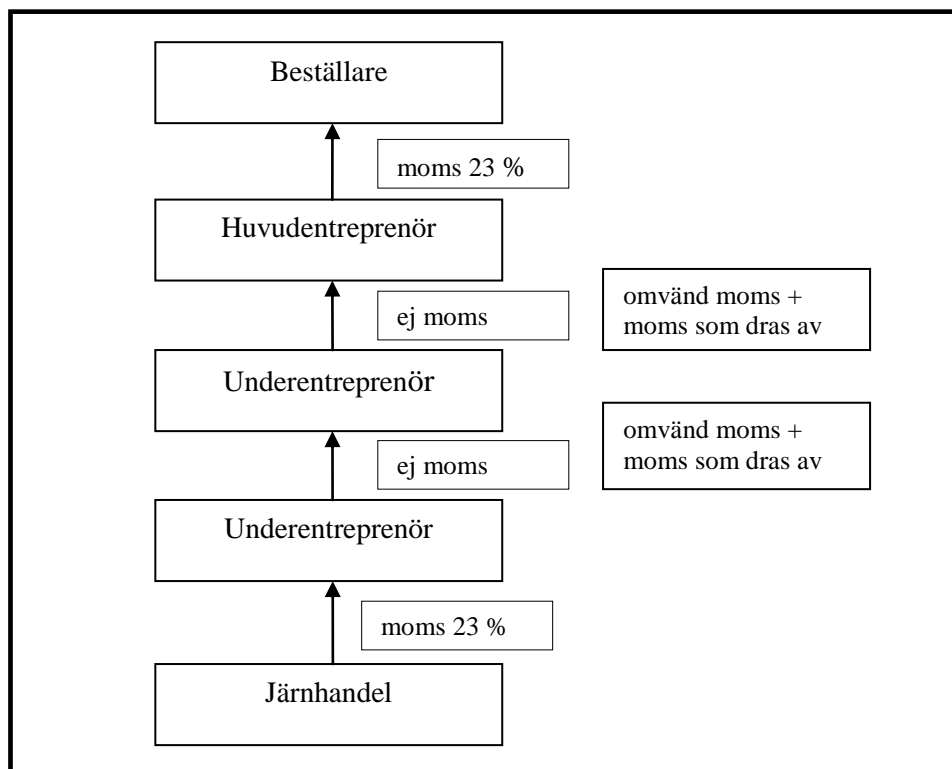 Beställare
moms 23 %
Huvudentreprenör
ej moms
omvänd moms +
moms som dras av
Underentreprenör
ej moms
omvänd moms +
moms som dras av
Underentreprenör
moms 23 %
Järnhandel